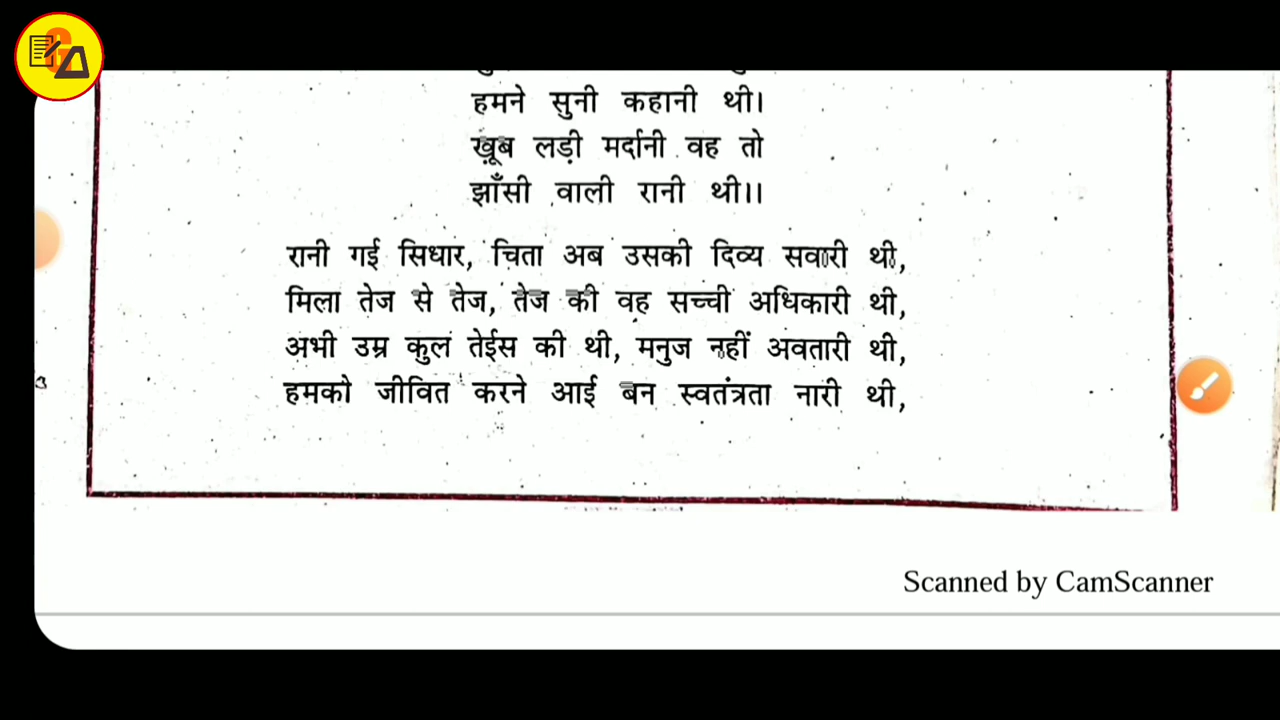 हमने सुनी कहानी थी।
ख़ूब लड़ी मर्दानी वह तो
झाँसी वाली रानी थी।।
रानी गई सिधार, चिता अब उसकी दिव्य सवारी थी,
मिला तेज से तेज, तेज की वह सच्ची अधिकारी थी,
अभी उम्र कुल तेईस की थी, मनुज नहीं अवतारी थी,
हमको जीवित करने आई बन स्वतंत्रता नारी थी,
Scanned by CamScanner